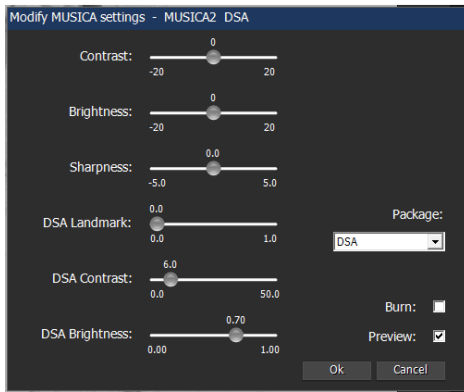 Modify MUSICA settings - MUSICA2 DSA
0
Contrast:
-20 20
0
Brightness:
-20 20
0.0
Sharpness:
-5.0 5.0
0.0
DSA Landmark:
0.0 1.0
Package:
DSA
6.0
DSA Contrast:
0.0 50.0
Burn:
0.70
DSA Brightness:
0.00 1.00
Preview:
Ok Cancel